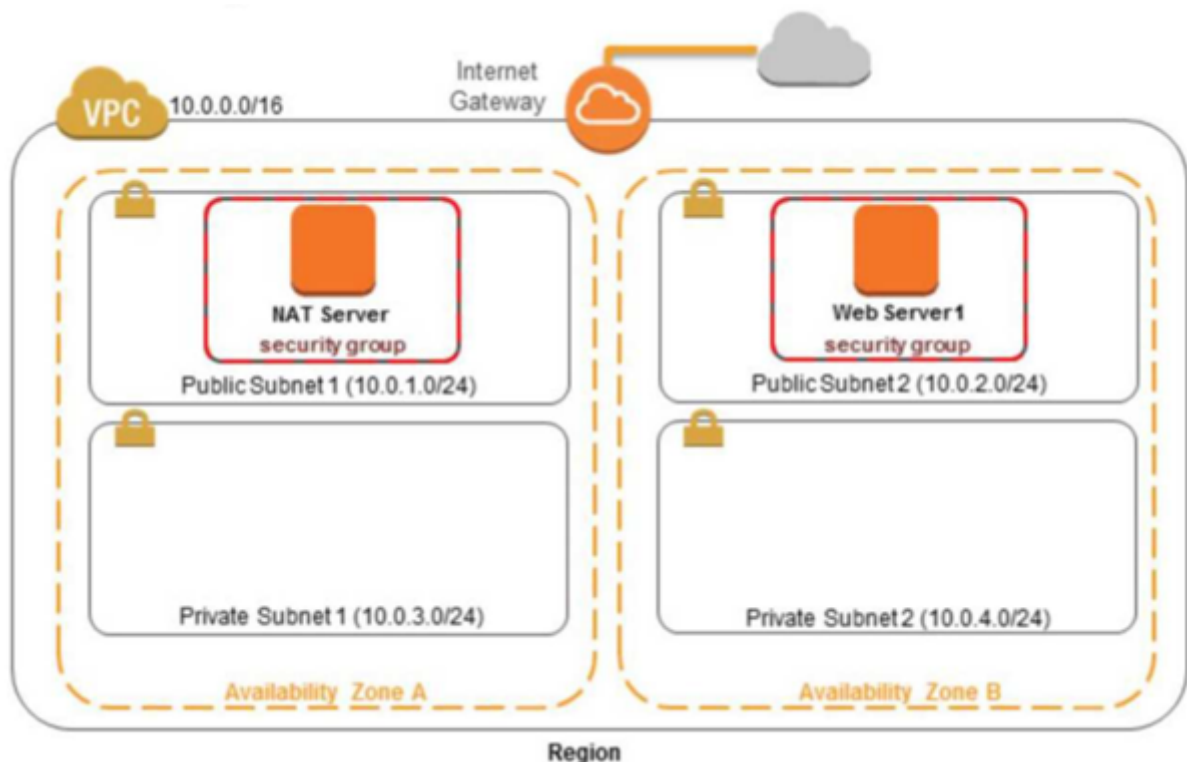 Internet
Gateway
VPC
10.0.0.0/16
NAT Server
security group
Public Subnet 1 (10.0.1.0/24)
Web Server1
security group
Public Subnet 2 (10.0.2.0/24)
Private Subnet 1 (10.0.3.0/24)
Private Subnet 2 (10.0.4.0/24)
Availability Zone A
Availability Zone B
Region